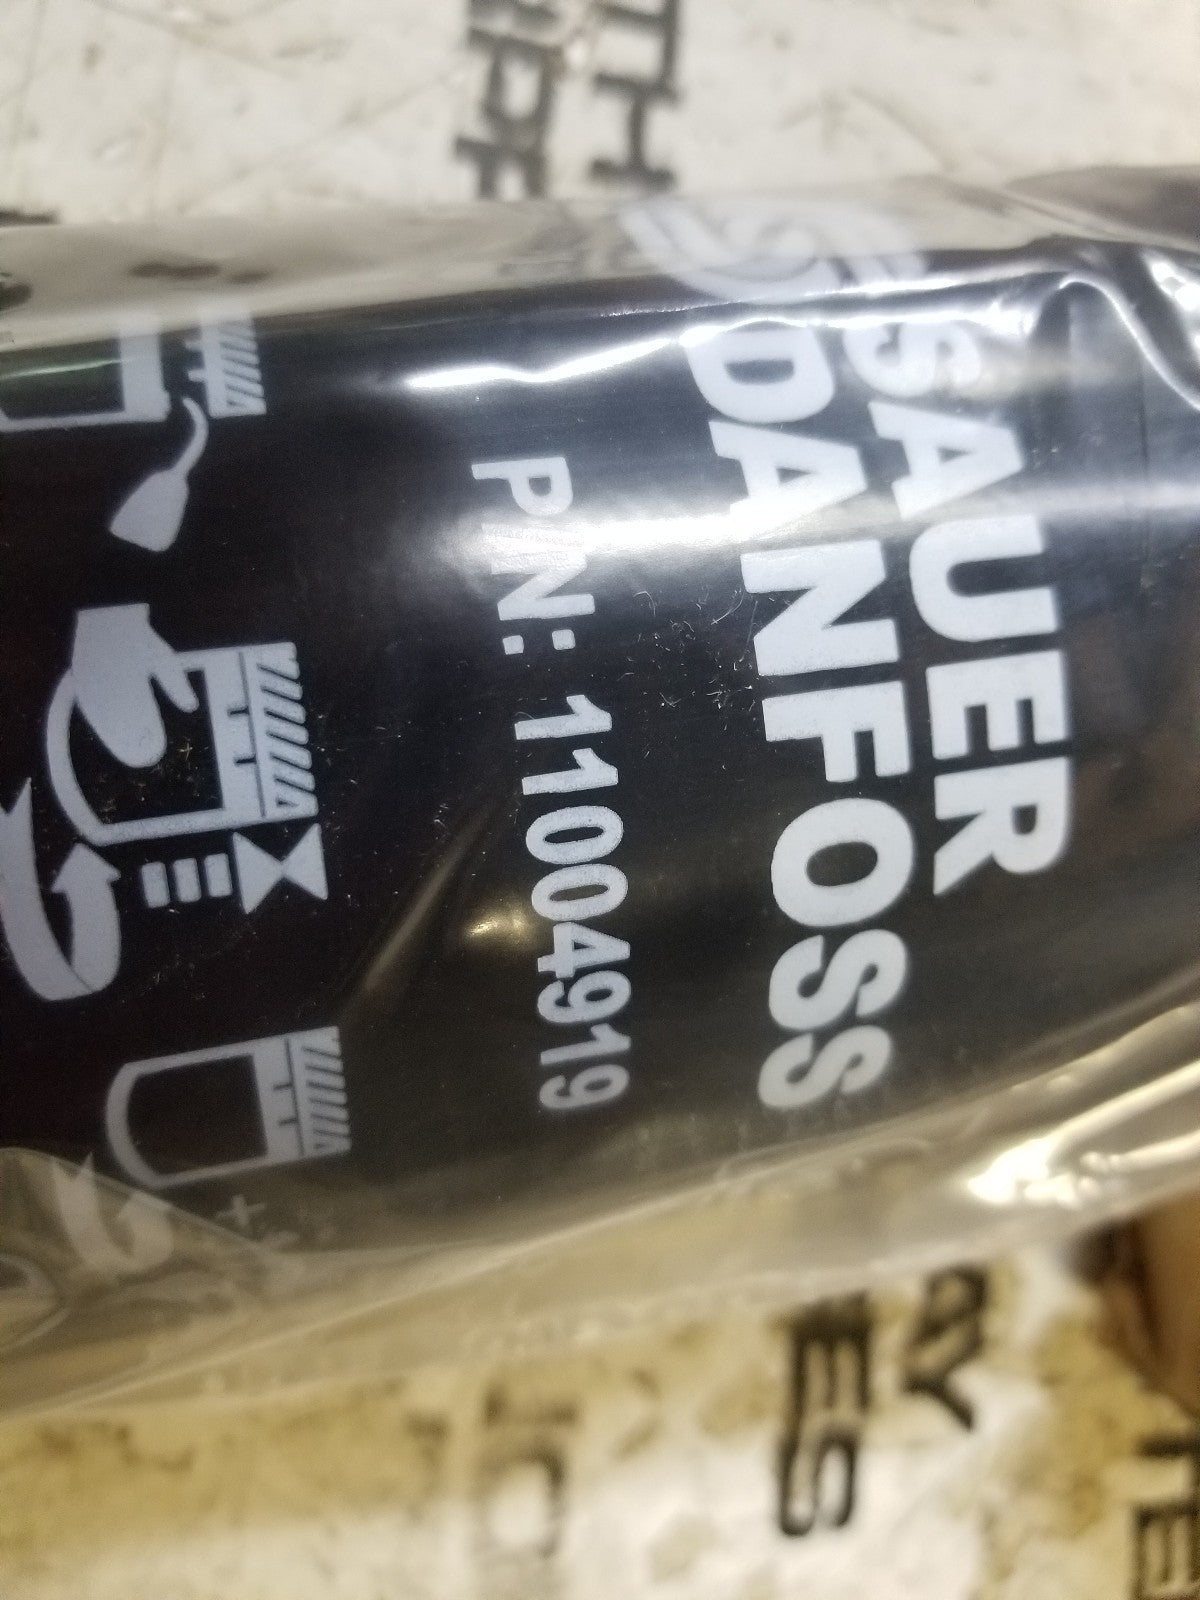 SAUER
DANFOSS
P/N: 11004919